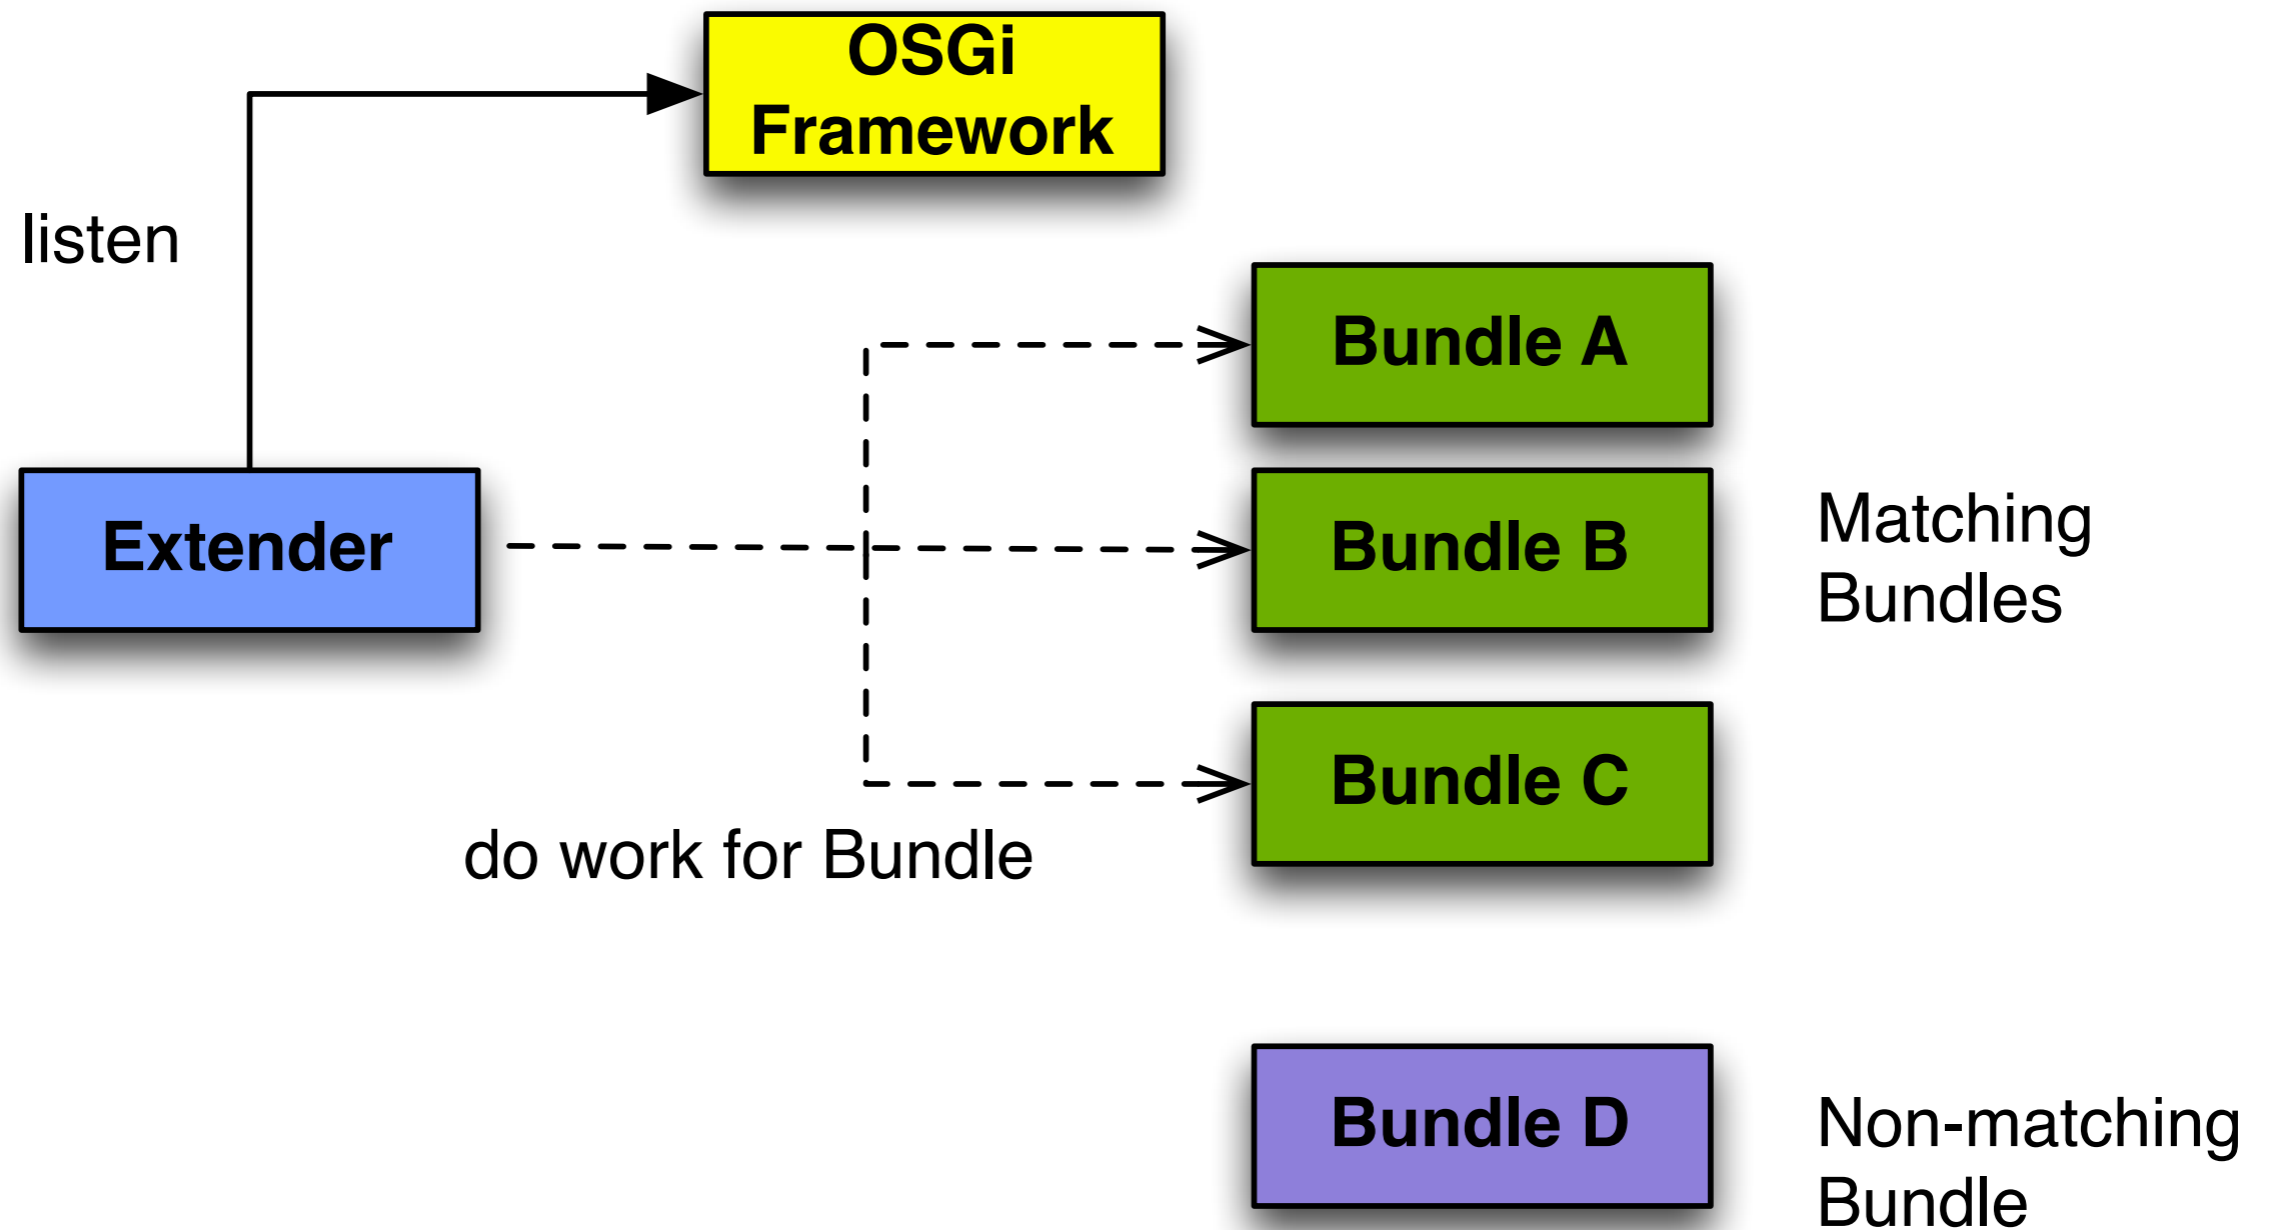 OSGi
Framework
listen
Bundle A
Extender
Bundle B
Matching
Bundles
Bundle C
do work for Bundle
Bundle D
Non-matching
Bundle